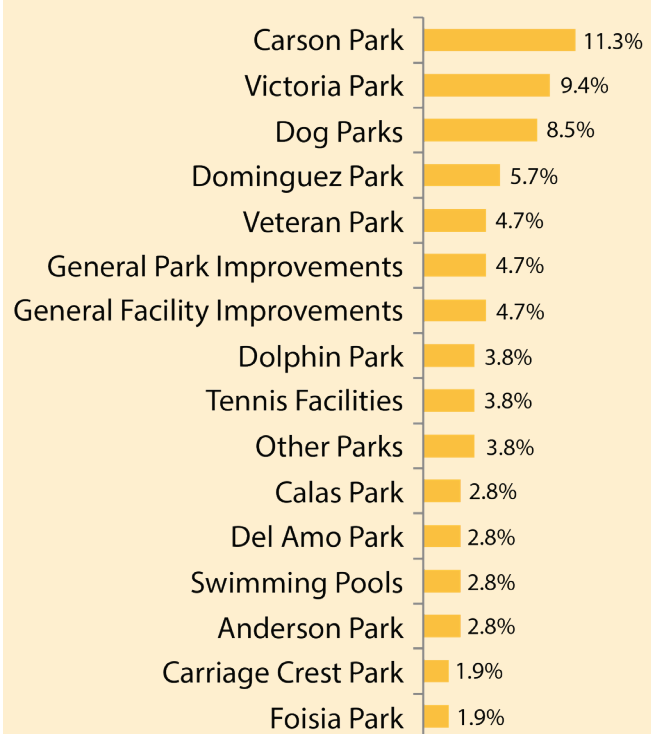 Carson Park 11.3%
Victoria Park 9.4%
Dog Parks 8.5%
Dominguez Park 5.7%
Veteran Park 4.7%
General Park Improvements 4.7%
General Facility Improvements 4.7%
Dolphin Park 3.8%
Tennis Facilities 3.8%
Other Parks 3.8%
Calas Park 2.8%
Del Amo Park 2.8%
Swimming Pools 2.8%
Anderson Park 2.8%
Carriage Crest Park 1.9%
Foisia Park 1.9%